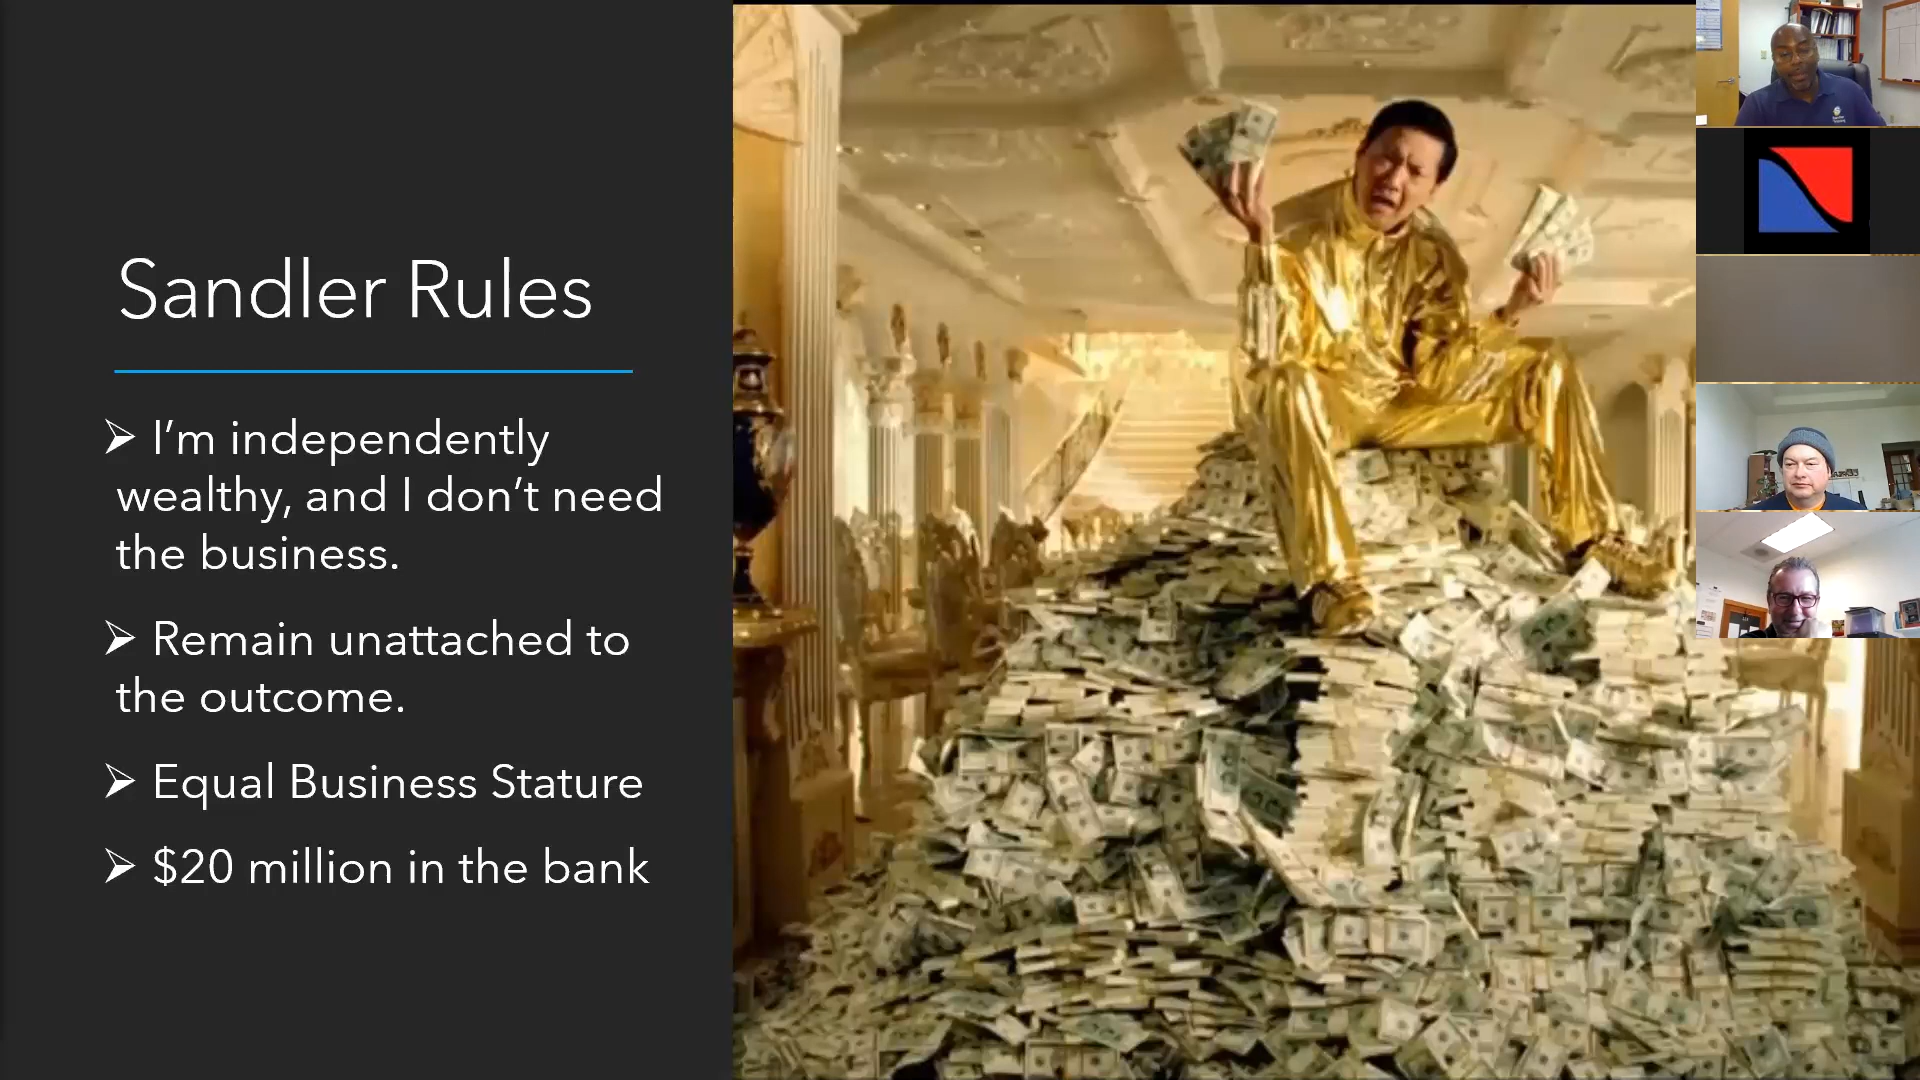 Sandler Rules
➢ I’m independently
wealthy, and I don’t need
the business.
➢ Remain unattached to
the outcome.
➢ Equal Business Stature
➢ $20 million in the bank